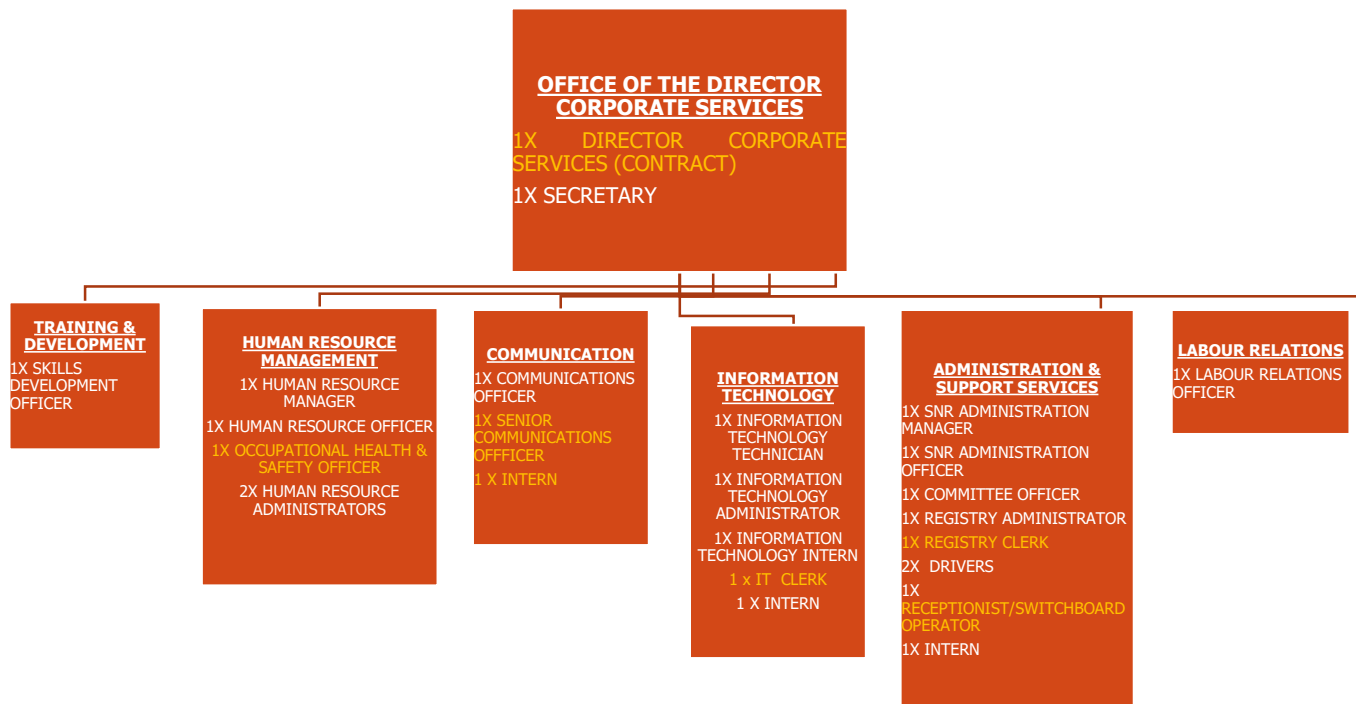 OFFICE OF THE DIRECTOR
CORPORATE SERVICES
1X DIRECTOR CORPORATE
SERVICES (CONTRACT)
1X SECRETARY
TRAINING &
DEVELOPMENT
1X SKILLS
DEVELOPMENT
OFFICER
HUMAN RESOURCE
MANAGEMENT
1X HUMAN RESOURCE
MANAGER
1X HUMAN RESOURCE OFFICER
1X OCCUPATIONAL HEALTH &
SAFETY OFFICER
2X HUMAN RESOURCE
ADMINISTRATORS
COMMUNICATION
1X COMMUNICATIONS
OFFICER
1X SENIOR
COMMUNICATIONS
OFFFICER
1 X INTERN
INFORMATION
TECHNOLOGY
1X INFORMATION
TECHNOLOGY
TECHNICIAN
1X INFORMATION
TECHNOLOGY
ADMINISTRATOR
1X INFORMATION
TECHNOLOGY INTERN
1 x IT CLERK
1 X INTERN
ADMINISTRATION &
SUPPORT SERVICES
1X SNR ADMINISTRATION
MANAGER
1X SNR ADMINISTRATION
OFFICER
1X COMMITTEE OFFICER
1X REGISTRY ADMINISTRATOR
1X REGISTRY CLERK
2X DRIVERS
1X
RECEPTIONIST/SWITCHBOARD
OPERATOR
1X INTERN
LABOUR RELATIONS
1X LABOUR RELATIONS
OFFICER